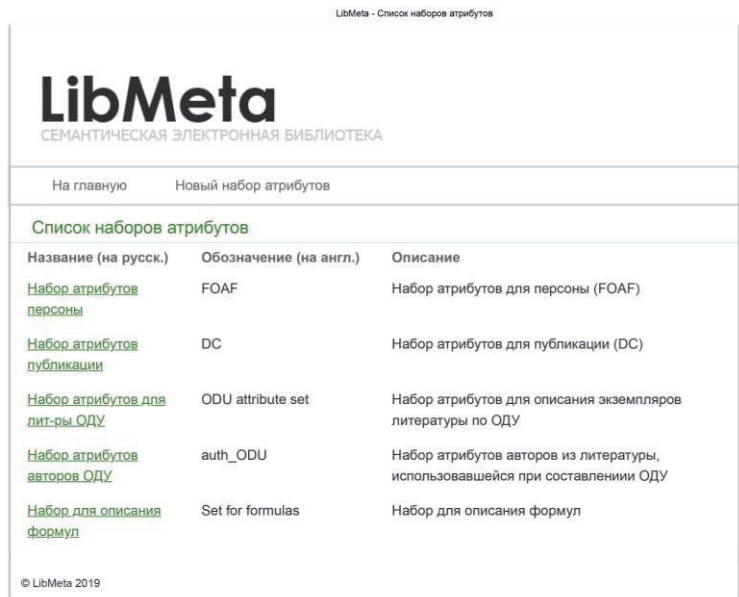 LibMeta - Список наборов атрибутов
LibMeta
СЕМАНТИЧЕСКАЯ ЭЛЕКТРОННАЯ БИБЛИОТЕКА
На главную Новый набор атрибутов
Список наборов атрибутов
Название (на русск.) Обозначение (на англ.) Описание
Набор атрибутов FOAF Набор атрибутов для персоны (FOAF)
персоны
Набор атрибутов DC Набор атрибутов для публикации (DC)
публикации
Набор атрибутов для ODU attribute set Набор атрибутов для описания экземпляров
лит-ры ОДУ литературы по ОДУ
Набор атрибутов auth_ODU Набор атрибутов авторов из литературы,
авторов ОДУ использовавшейся при составлениии ОДУ
Набор для описания Set for formulas Набор для описания формул
формул
© LibMeta 2019